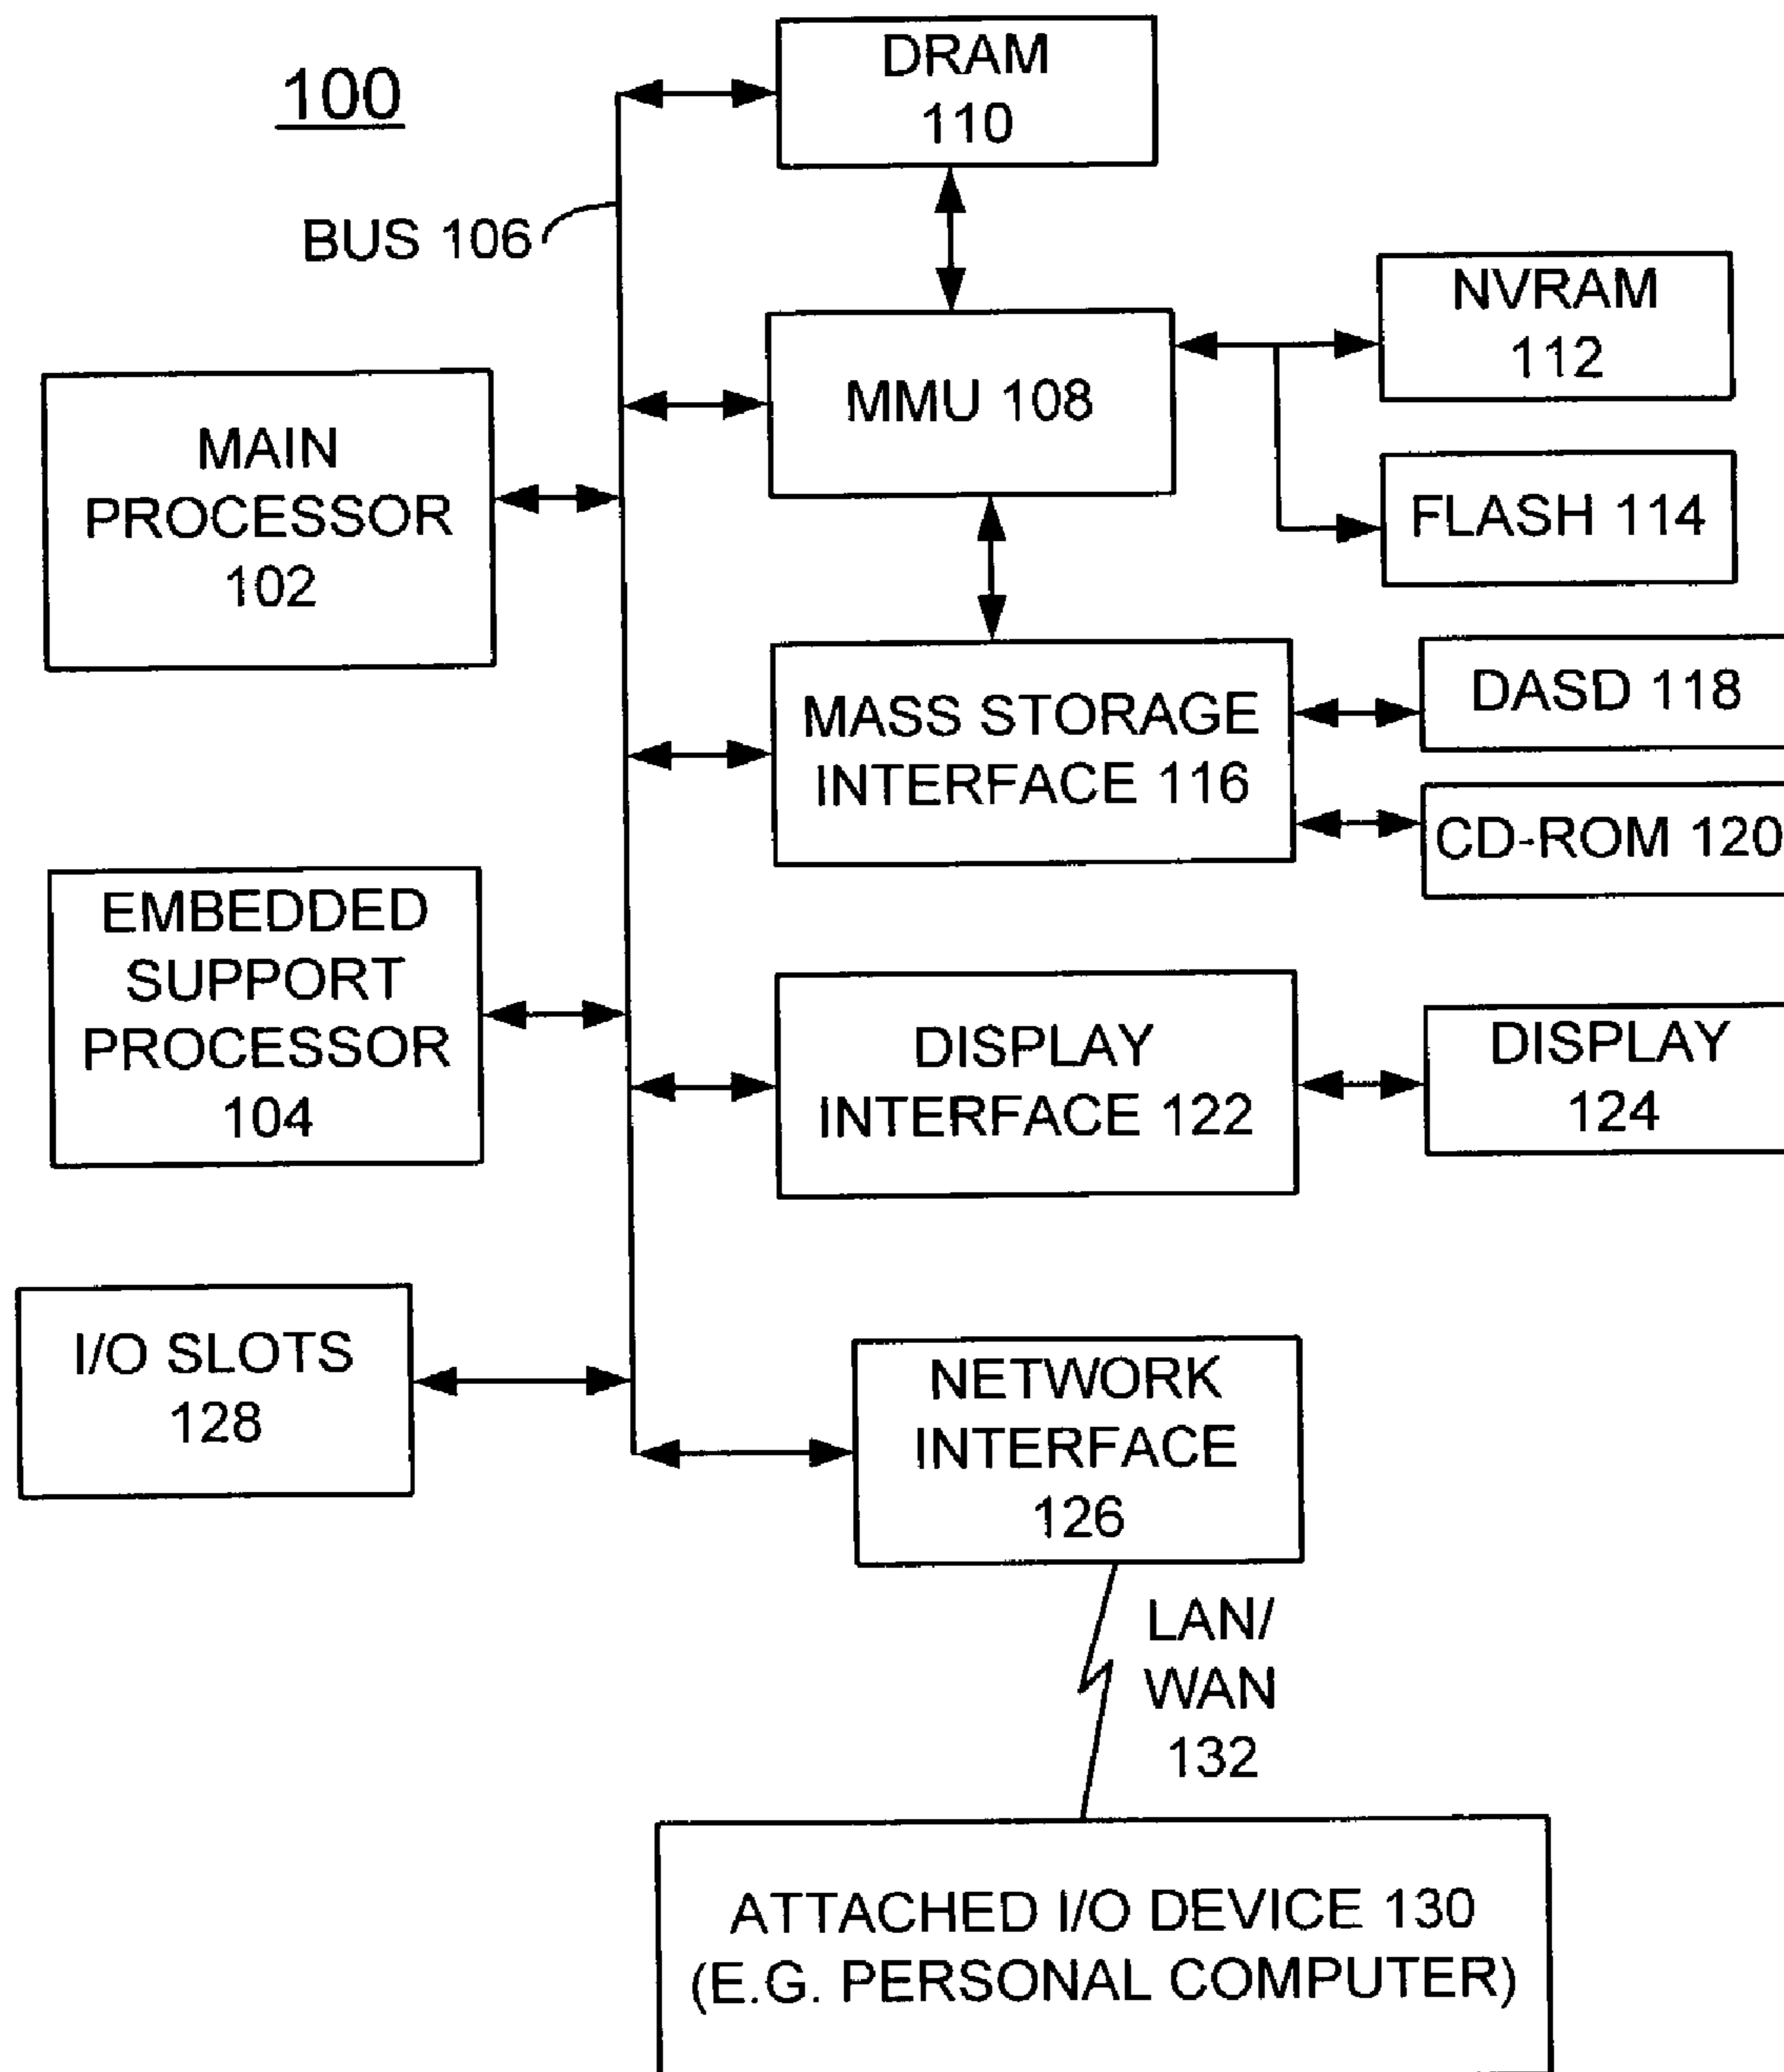 100
DRAM
110
BUS 106
NVRAM
112
MMU 108
MAIN
PROCESSOR
102
FLASH 114
DASD 118
MASS STORAGE
INTERFACE 116
CD-ROM 120
EMBEDDED
SUPPORT
PROCESSOR
104
DISPLAY
INTERFACE 122
DISPLAY
124
I/O SLOTS
128
NETWORK
INTERFACE
126
LAN/
WAN
132
ATTACHED I/O DEVICE 130
(E.G. PERSONAL COMPUTER)